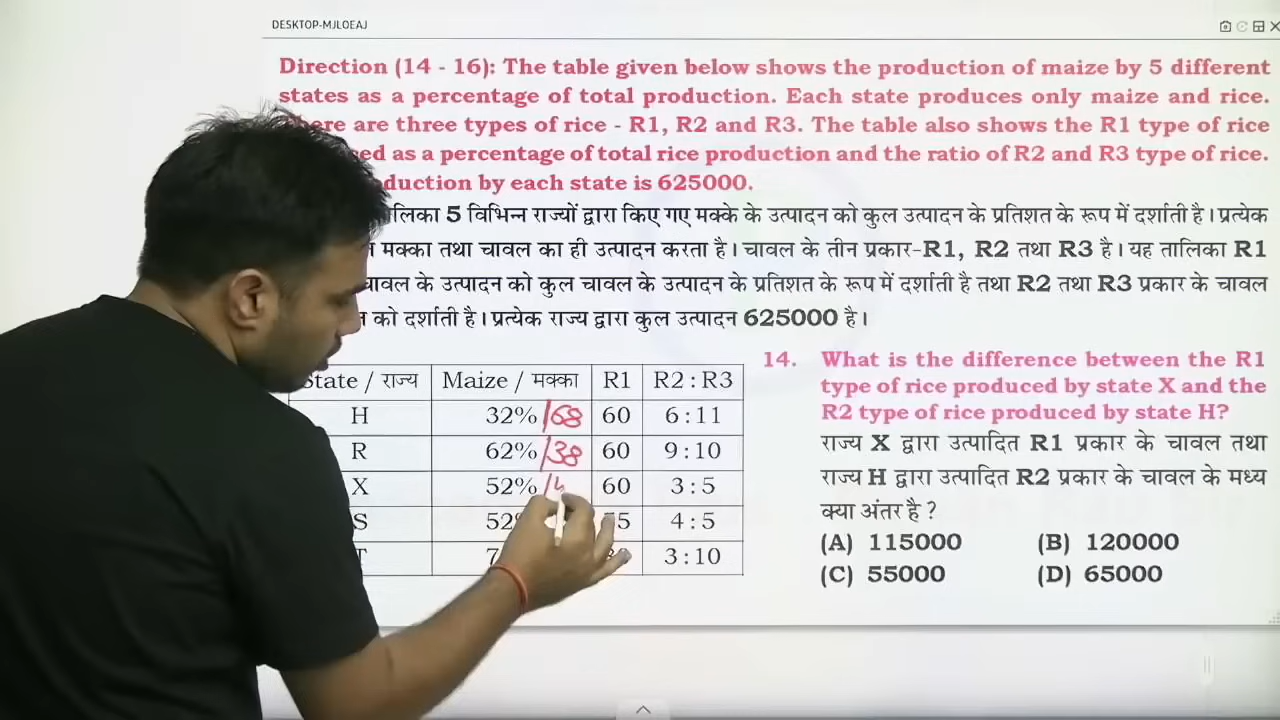 DESKTOP-MJLOEAJ
Direction (14 - 16): The table given below shows the production of maize by 5 different
states as a percentage of total production. Each state produces only maize and rice.
are three types of rice - R1, R2 and R3. The table also shows the R1 type of rice
as a percentage of total rice production and the ratio of R2 and R3 type of rice.
by each state is 625000.
5 विभिन्न राज्यों द्वारा किए गए मक्के के उत्पादन को कुल उत्पादन के प्रतिशत के रूप में दर्शाती है। प्रत्येक
मक्का तथा चावल का ही उत्पादन करता है। चावल के तीन प्रकार-R1, R2 तथा R3 है। यह तालिका R1
चावल के उत्पादन को कुल चावल के उत्पादन के प्रतिशत के रूप में दर्शाती है तथा R2 तथा R3 प्रकार के चावल
को दर्शाती है। प्रत्येक राज्य द्वारा कुल उत्पादन 625000 है।
State / राज्य Maize / मक्का R1 R2 : R3
H 32% /68 60 6 : 11
R 62% /38 60 9 : 10
X 52% /4 60 3 : 5
S 4 : 5
3 : 10
14. What is the difference between the R1
type of rice produced by state X and the
R2 type of rice produced by state H?
राज्य X द्वारा उत्पादित R1 प्रकार के चावल तथा
राज्य H द्वारा उत्पादित R2 प्रकार के चावल के मध्य
क्या अंतर है ?
(A) 115000 (B) 120000
(C) 55000 (D) 65000